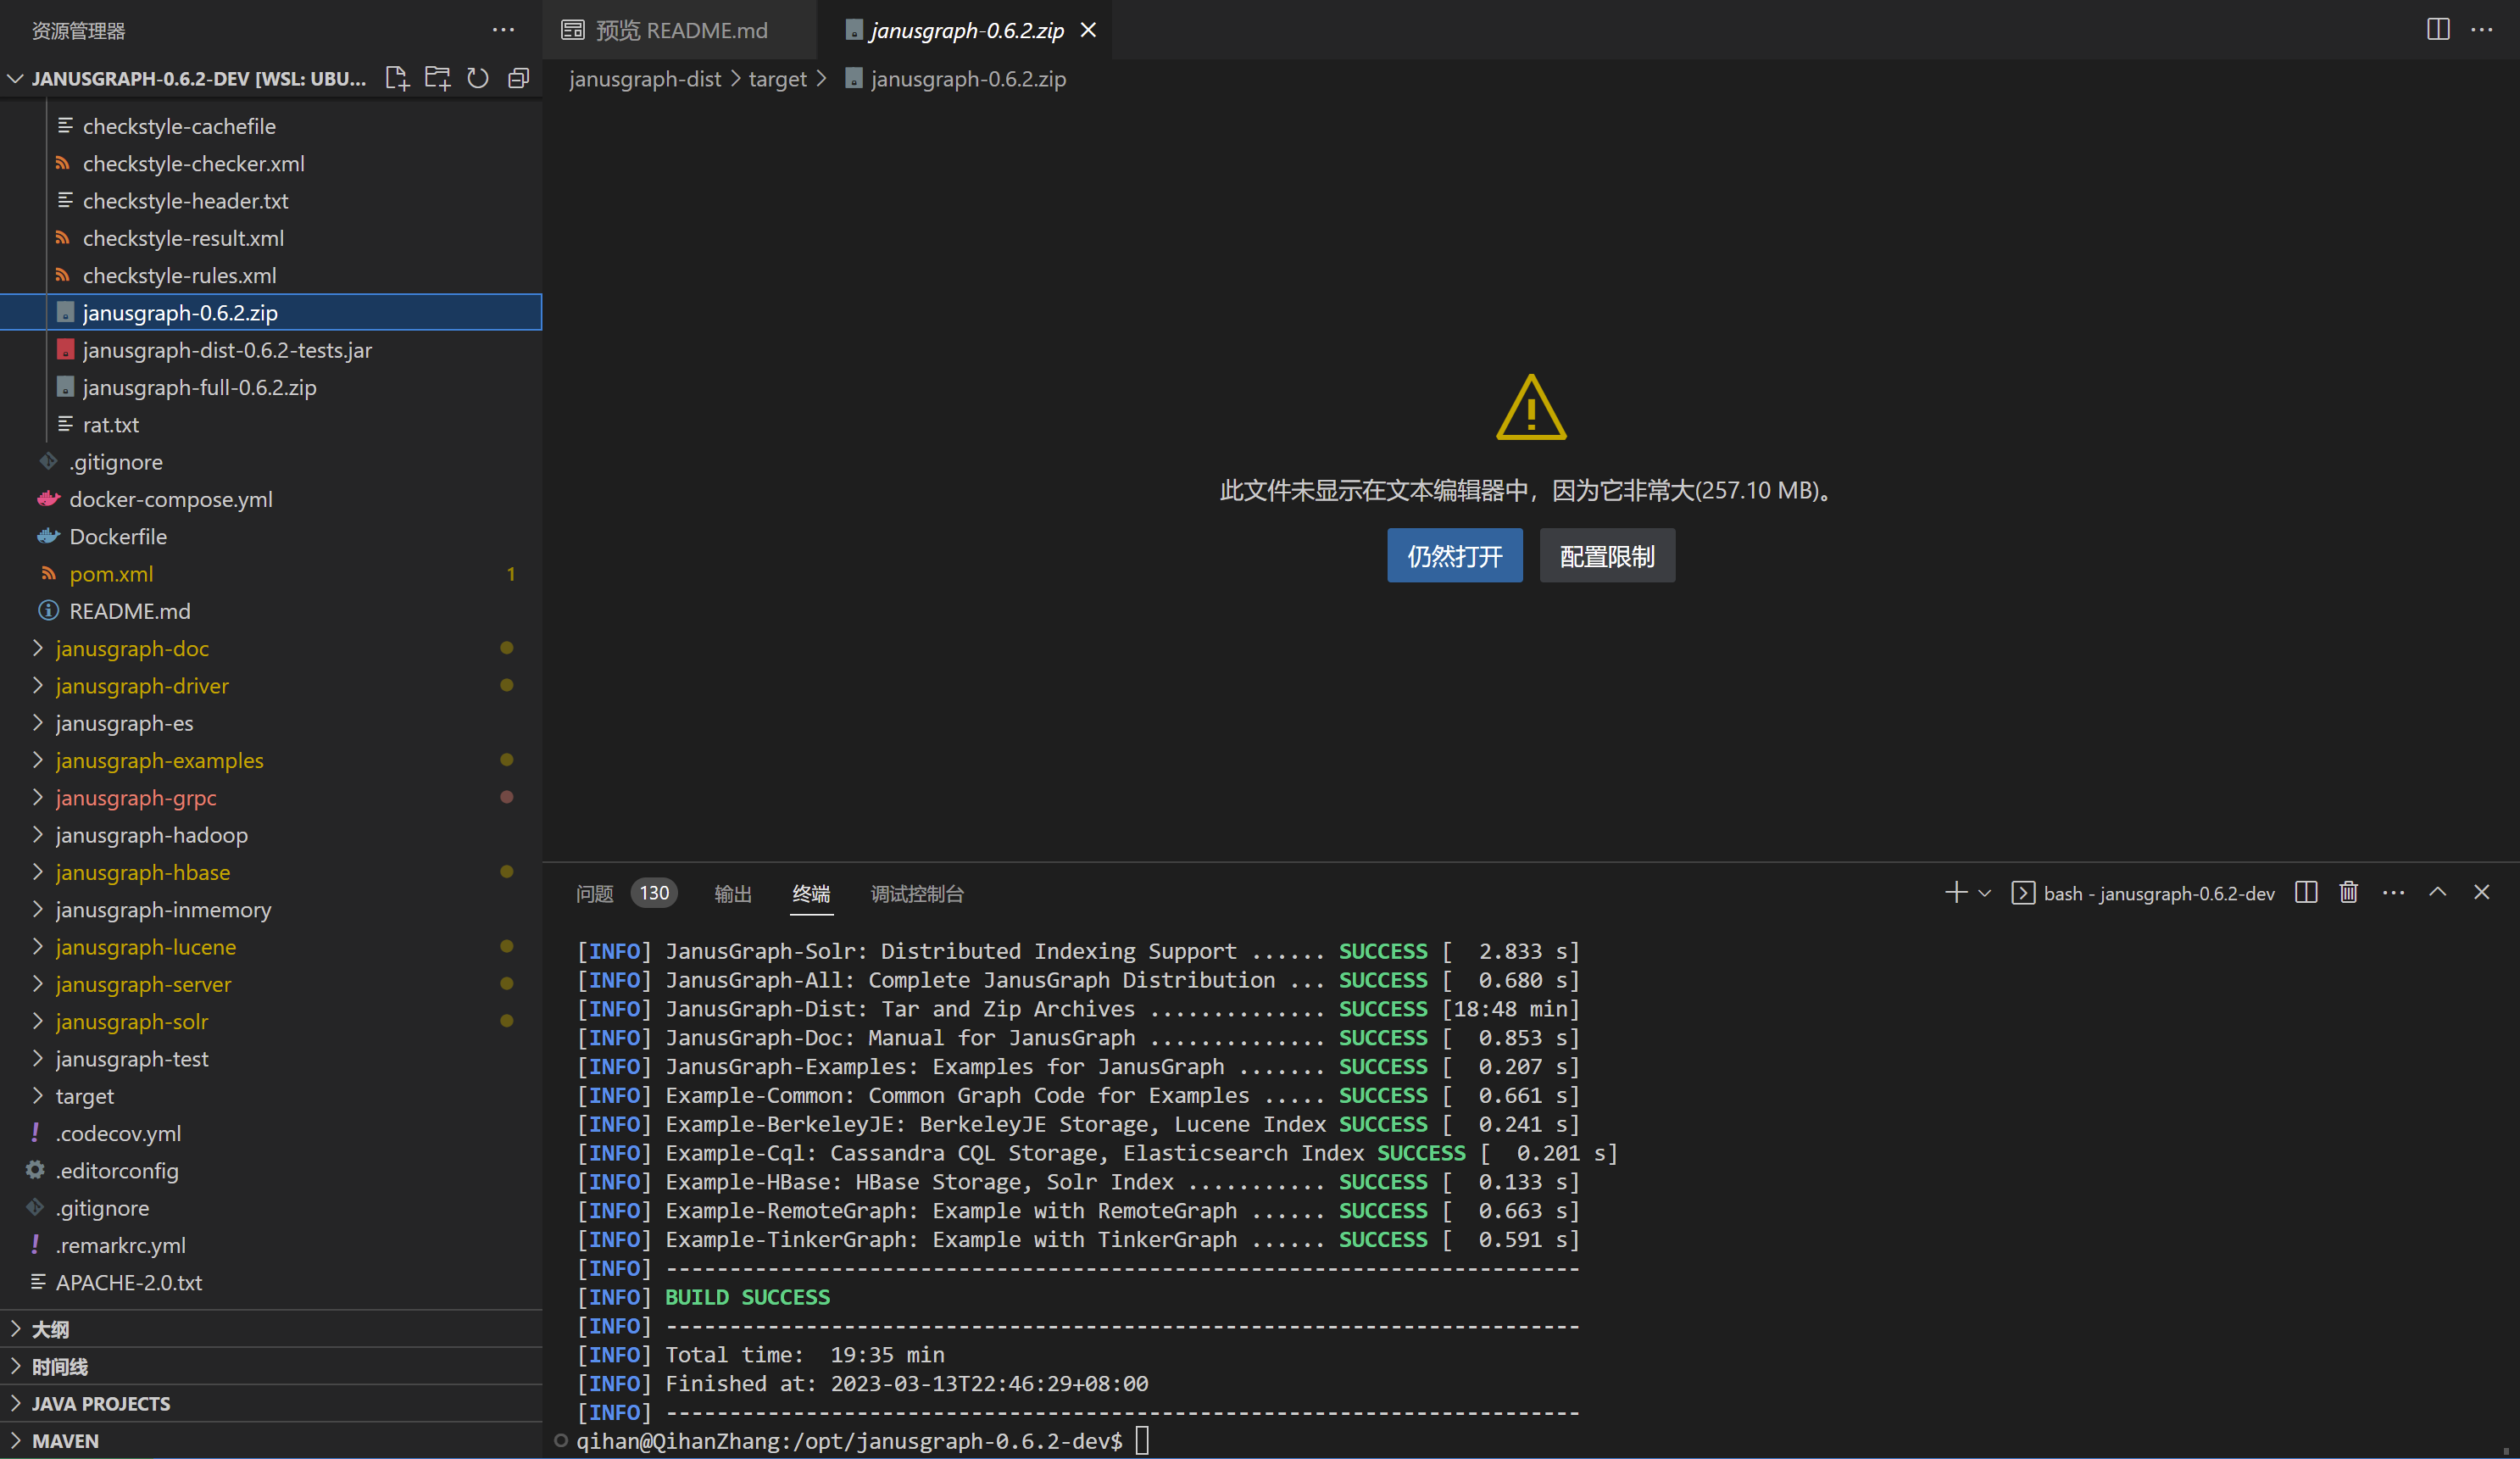 资源管理器
JANUSGRAPH-0.6.2-DEV [WSL: UBU...
checkstyle-cachefile
checkstyle-checker.xml
checkstyle-header.txt
checkstyle-result.xml
checkstyle-rules.xml
janusgraph-0.6.2.zip
janusgraph-dist-0.6.2-tests.jar
janusgraph-full-0.6.2.zip
rat.txt
.gitignore
docker-compose.yml
Dockerfile
pom.xml 1
README.md
janusgraph-doc
janusgraph-driver
janusgraph-es
janusgraph-examples
janusgraph-grpc
janusgraph-hadoop
janusgraph-hbase
janusgraph-inmemory
janusgraph-lucene
janusgraph-server
janusgraph-solr
janusgraph-test
target
.codecov.yml
.editorconfig
.gitignore
.remarkrc.yml
APACHE-2.0.txt
大纲
时间线
JAVA PROJECTS
MAVEN
预览 README.md janusgraph-0.6.2.zip
janusgraph-dist > target > janusgraph-0.6.2.zip
此文件未显示在文本编辑器中，因为它非常大(257.10 MB)。
仍然打开 配置限制
问题 130 输出 终端 调试控制台 bash - janusgraph-0.6.2-dev
[INFO] JanusGraph-Solr: Distributed Indexing Support ...... SUCCESS [  2.833 s]
[INFO] JanusGraph-All: Complete JanusGraph Distribution ... SUCCESS [  0.680 s]
[INFO] JanusGraph-Dist: Tar and Zip Archives .............. SUCCESS [18:48 min]
[INFO] JanusGraph-Doc: Manual for JanusGraph .............. SUCCESS [  0.853 s]
[INFO] JanusGraph-Examples: Examples for JanusGraph ....... SUCCESS [  0.207 s]
[INFO] Example-Common: Common Graph Code for Examples ..... SUCCESS [  0.661 s]
[INFO] Example-BerkeleyJE: BerkeleyJE Storage, Lucene Index SUCCESS [  0.241 s]
[INFO] Example-Cql: Cassandra CQL Storage, Elasticsearch Index SUCCESS [  0.201 s]
[INFO] Example-HBase: HBase Storage, Solr Index ........... SUCCESS [  0.133 s]
[INFO] Example-RemoteGraph: Example with RemoteGraph ...... SUCCESS [  0.663 s]
[INFO] Example-TinkerGraph: Example with TinkerGraph ...... SUCCESS [  0.591 s]
[INFO] ------------------------------------------------------------------------
[INFO] BUILD SUCCESS
[INFO] ------------------------------------------------------------------------
[INFO] Total time:  19:35 min
[INFO] Finished at: 2023-03-13T22:46:29+08:00
[INFO] ------------------------------------------------------------------------
qihan@QihanZhang:/opt/janusgraph-0.6.2-dev$